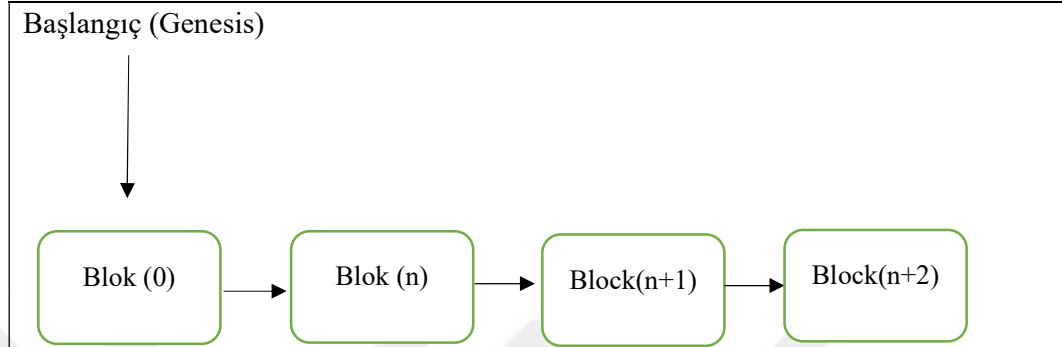 Başlangıç (Genesis)
Blok (0)
Blok (n)
Block(n+1)
Block(n+2)